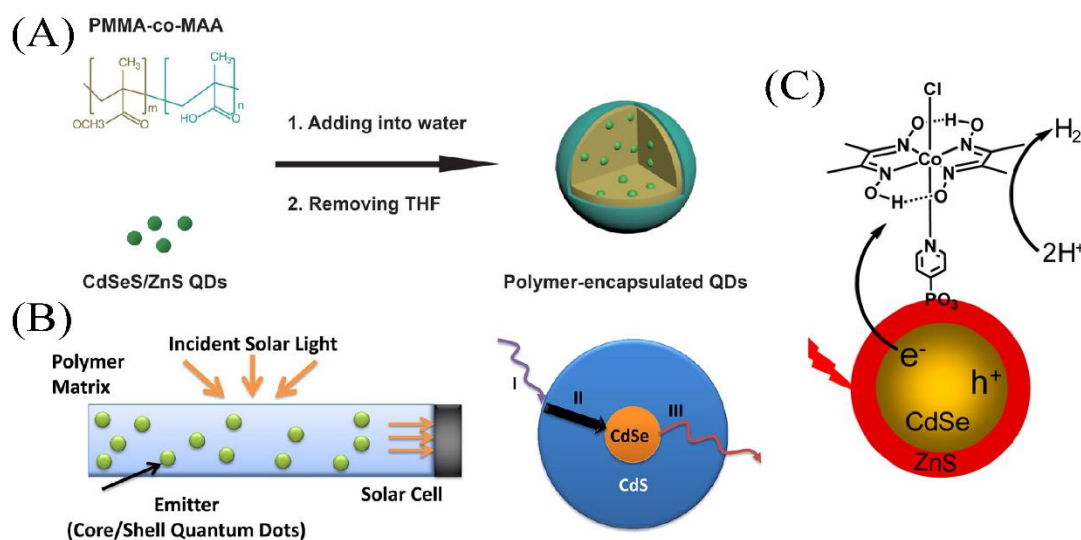 (A)
PMMA-co-MAA
CH₃
CH₃
m
n
OCH3
O
HO
O
1. Adding into water
2. Removing THF
CdSeS/ZnS QDs
Polymer-encapsulated QDs
(B)
Polymer
Matrix
Incident Solar Light
Emitter
(Core/Shell Quantum Dots)
Solar Cell
I
II
III
CdSe
CdS
(C)
Cl
O H O
N N
Co
N N
O H O
N
PO₃
H₂
2H⁺
e⁻
h⁺
CdSe
ZnS